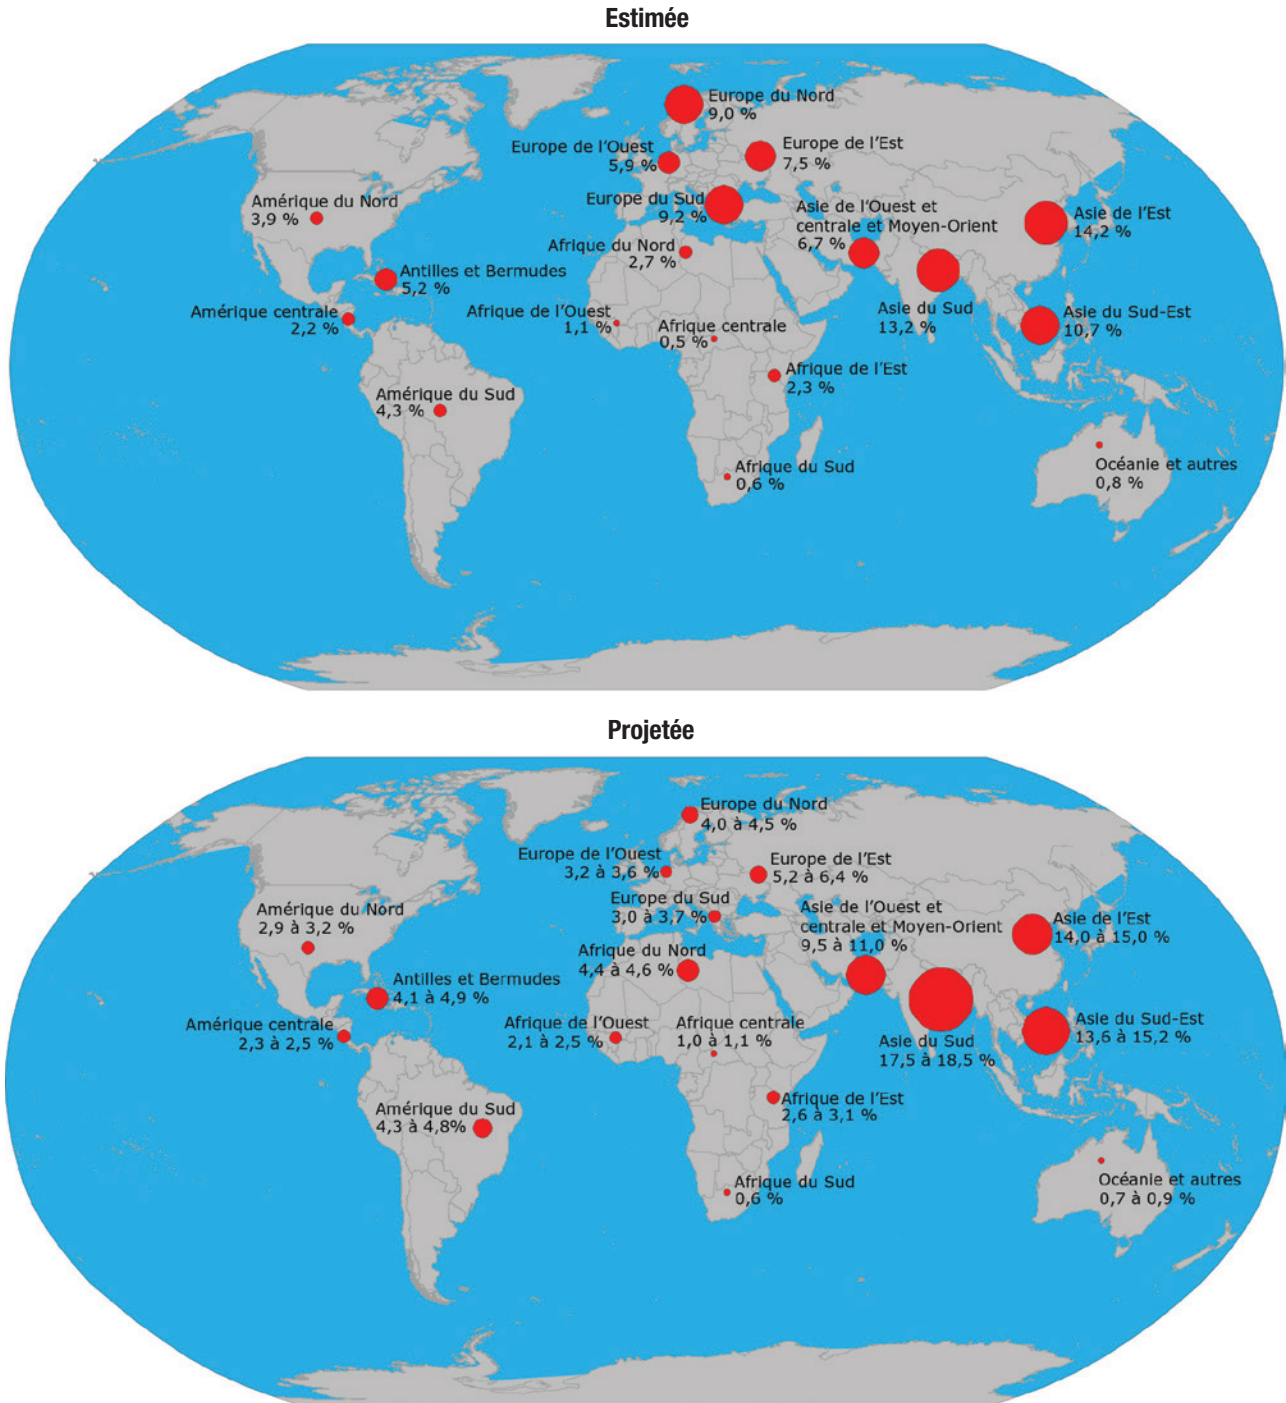 Estimée
Europe du Nord
9,0 %
Europe de l'Ouest
5,9 %
Europe de l'Est
7,5 %
Europe du Sud
9,2 %
Amérique du Nord
3,9 %
Asie de l'Ouest et
centrale et Moyen-Orient
6,7 %
Asie de l'Est
14,2 %
Afrique du Nord
2,7 %
Antilles et Bermudes
5,2 %
Amérique centrale
2,2 %
Afrique de l'Ouest
1,1 %
Afrique centrale
0,5 %
Asie du Sud
13,2 %
Asie du Sud-Est
10,7 %
Afrique de l'Est
2,3 %
Amérique du Sud
4,3 %
Afrique du Sud
0,6 %
Océanie et autres
0,8 %
Projetée
Europe du Nord
4,0 à 4,5 %
Europe de l'Ouest
3,2 à 3,6 %
Europe de l'Est
5,2 à 6,4 %
Europe du Sud
3,0 à 3,7 %
Amérique du Nord
2,9 à 3,2 %
Asie de l'Ouest et
centrale et Moyen-Orient
9,5 à 11,0 %
Asie de l'Est
14,0 à 15,0 %
Afrique du Nord
4,4 à 4,6 %
Antilles et Bermudes
4,1 à 4,9 %
Amérique centrale
2,3 à 2,5 %
Afrique de l'Ouest
2,1 à 2,5 %
Afrique centrale
1,0 à 1,1 %
Asie du Sud
17,5 à 18,5 %
Asie du Sud-Est
13,6 à 15,2 %
Afrique de l'Est
2,6 à 3,1 %
Amérique du Sud
4,3 à 4,8%
Afrique du Sud
0,6 %
Océanie et autres
0,7 à 0,9 %